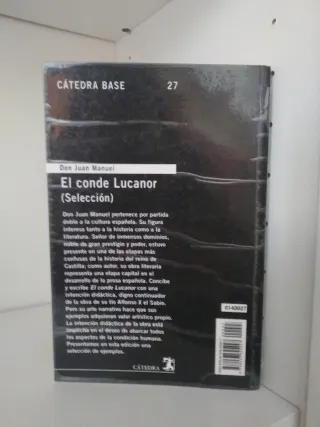 CÁTEDRA BASE 27
Don Juan Manuel
El conde Lucanor
(Selección)
Don Juan Manuel pertenece por partida
doble a la cultura española. Su figura
interesa tanto a la historia como a la
literatura. Señor de inmensos dominios,
noble de gran prestigio y poder, estuvo
presente en una de las etapas más
confusas de la historia del reino de
Castilla; como autor, su obra literaria
representa una etapa capital en el
desarrollo de la prosa española. Concibe
y escribe El conde Lucanor con una
intención didáctica, digno continuador
de la obra de su tío Alfonso X el Sabio.
Pero su arte narrativo hace que sus
ejemplos adquieran valor artístico propio.
La intención didáctica de la obra está
implícita en el deseo de abarcar todos
los aspectos de la condición humana.
Presentamos en esta edición una
selección de ejemplos.
0140027
CÁTEDRA